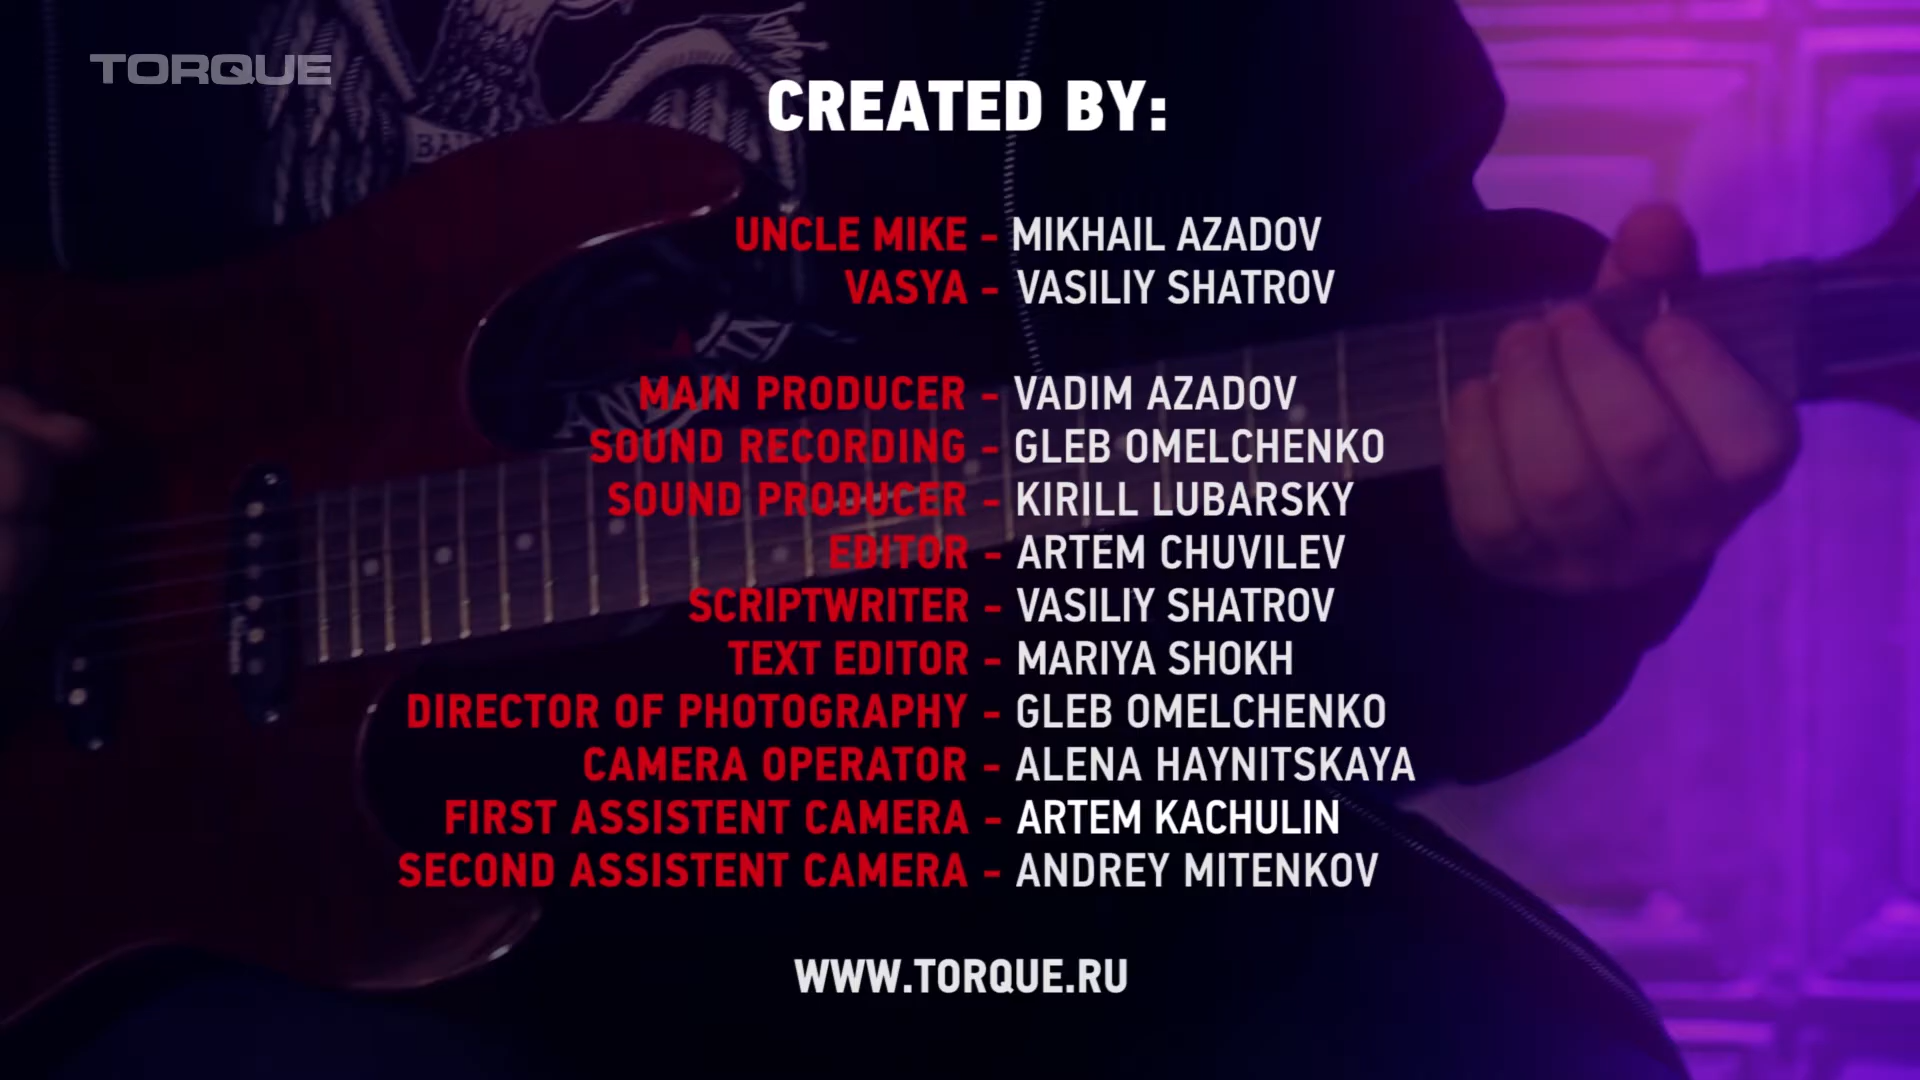 TORQUE
CREATED BY:
UNCLE MIKE - MIKHAIL AZADOV
VASYA - VASILIY SHATROV
MAIN PRODUCER - VADIM AZADOV
SOUND RECORDING - GLEB OMELCHENKO
SOUND PRODUCER - KIRILL LUBARSKY
EDITOR - ARTEM CHUVILEV
SCRIPTWRITER - VASILIY SHATROV
TEXT EDITOR - MARIYA SHOKH
DIRECTOR OF PHOTOGRAPHY - GLEB OMELCHENKO
CAMERA OPERATOR - ALENA HAYNITSKAYA
FIRST ASSISTENT CAMERA - ARTEM KACHULIN
SECOND ASSISTENT CAMERA - ANDREY MITENKOV
WWW.TORQUE.RU